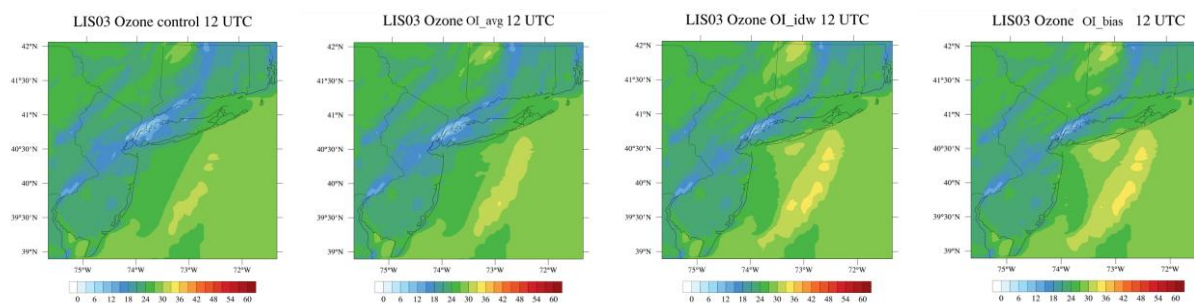 LIS03 Ozone control 12 UTC
42°N
41°30'N
41°N
40°30'N
40°N
39°30'N
39°N
75°W 74°W 73°W 72°W
0 6 12 18 24 30 36 42 48 54 60
LIS03 Ozone OI_avg 12 UTC
42°N
41°30'N
41°N
40°30'N
40°N
39°30'N
39°N
75°W 74°W 73°W 72°W
0 6 12 18 24 30 36 42 48 54 60
LIS03 Ozone OI_idw 12 UTC
42°N
41°30'N
41°N
40°30'N
40°N
39°30'N
39°N
75°W 74°W 73°W 72°W
0 6 12 18 24 30 36 42 48 54 60
LIS03 Ozone OI_bias 12 UTC
42°N
41°30'N
41°N
40°30'N
40°N
39°30'N
39°N
75°W 74°W 73°W 72°W
0 6 12 18 24 30 36 42 48 54 60